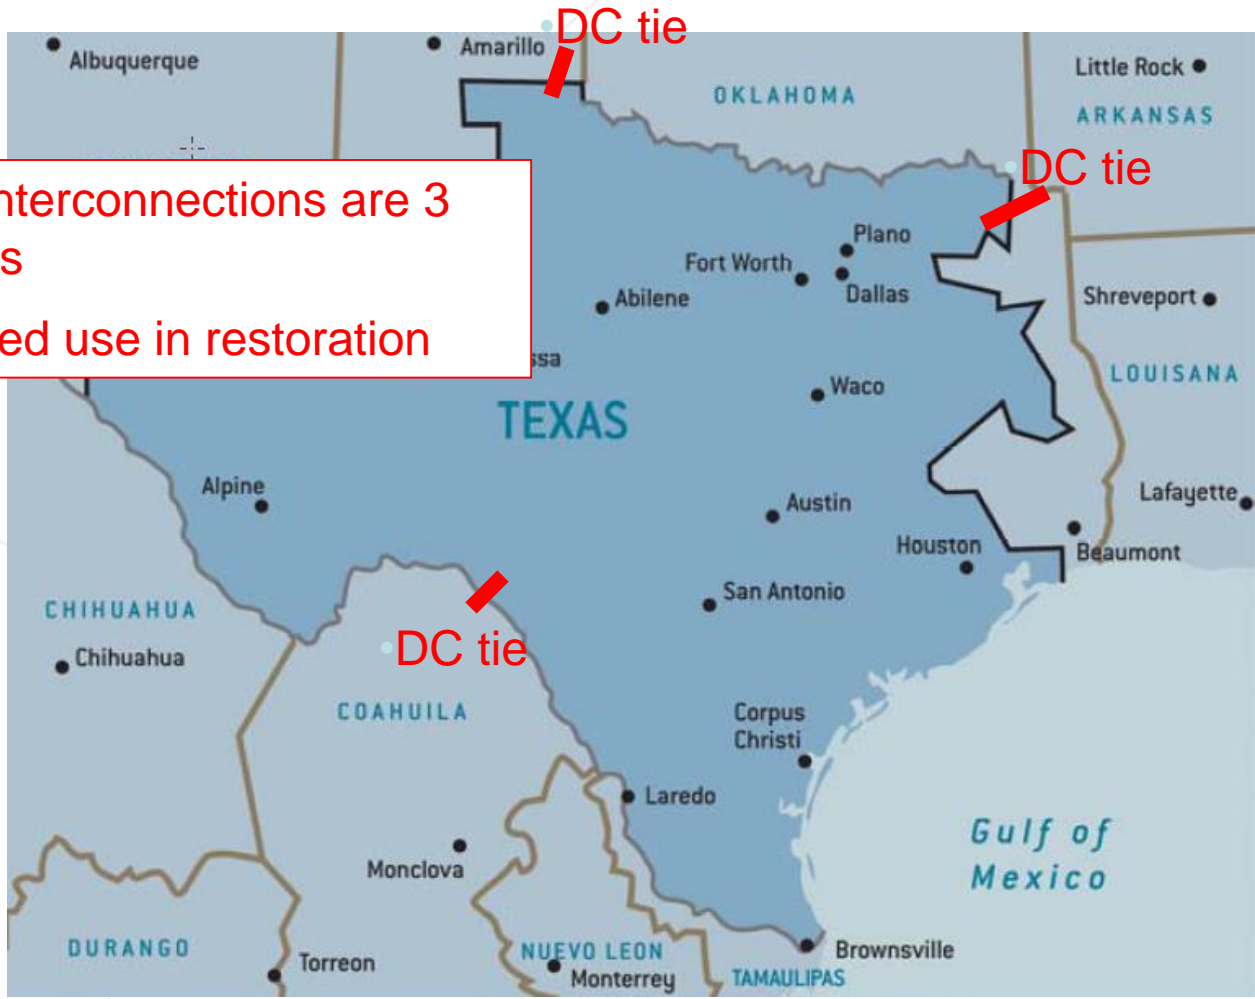 DC tie
Albuquerque
Amarillo
OKLAHOMA
Little Rock
ARKANSAS
DC tie
nterconnections are 3
s
ed use in restoration
Plano
Fort Worth
Dallas
Abilene
Shreveport
ssa
LOUISANA
Waco
TEXAS
Alpine
Austin
Lafayette
Houston
Beaumont
San Antonio
CHIHUAHUA
Chihuahua
DC tie
COAHUILA
Corpus
Christi
Laredo
Gulf of
Mexico
Monclova
DURANGO
Torreon
NUEVO LEON
Monterrey
TAMAULIPAS
Brownsville